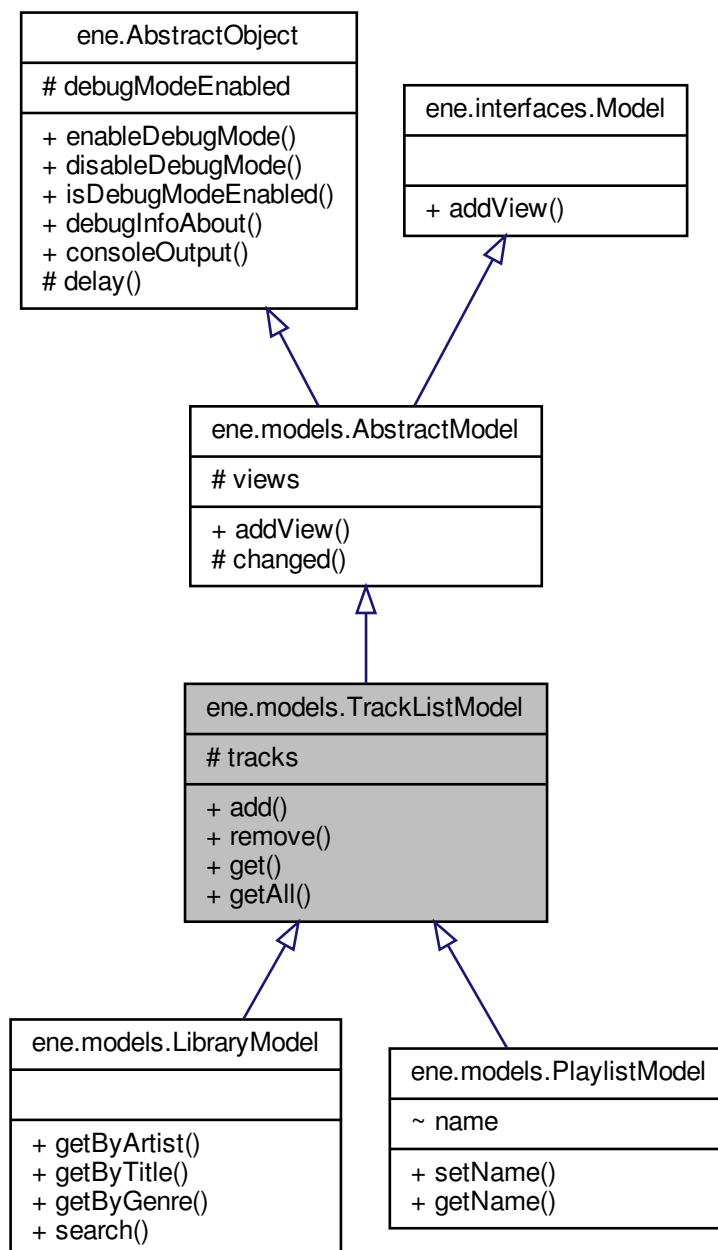 ene.AbstractObject
# debugModeEnabled
+ enableDebugMode()
+ disableDebugMode()
+ isDebugModeEnabled()
+ debugInfoAbout()
+ consoleOutput()
# delay()
ene.interfaces.Model
+ addView()
ene.models.AbstractModel
# views
+ addView()
# changed()
ene.models.TrackListModel
# tracks
+ add()
+ remove()
+ get()
+ getAll()
ene.models.LibraryModel
+ getByArtist()
+ getByTitle()
+ getByGenre()
+ search()
ene.models.PlaylistModel
~ name
+ setName()
+ getName()